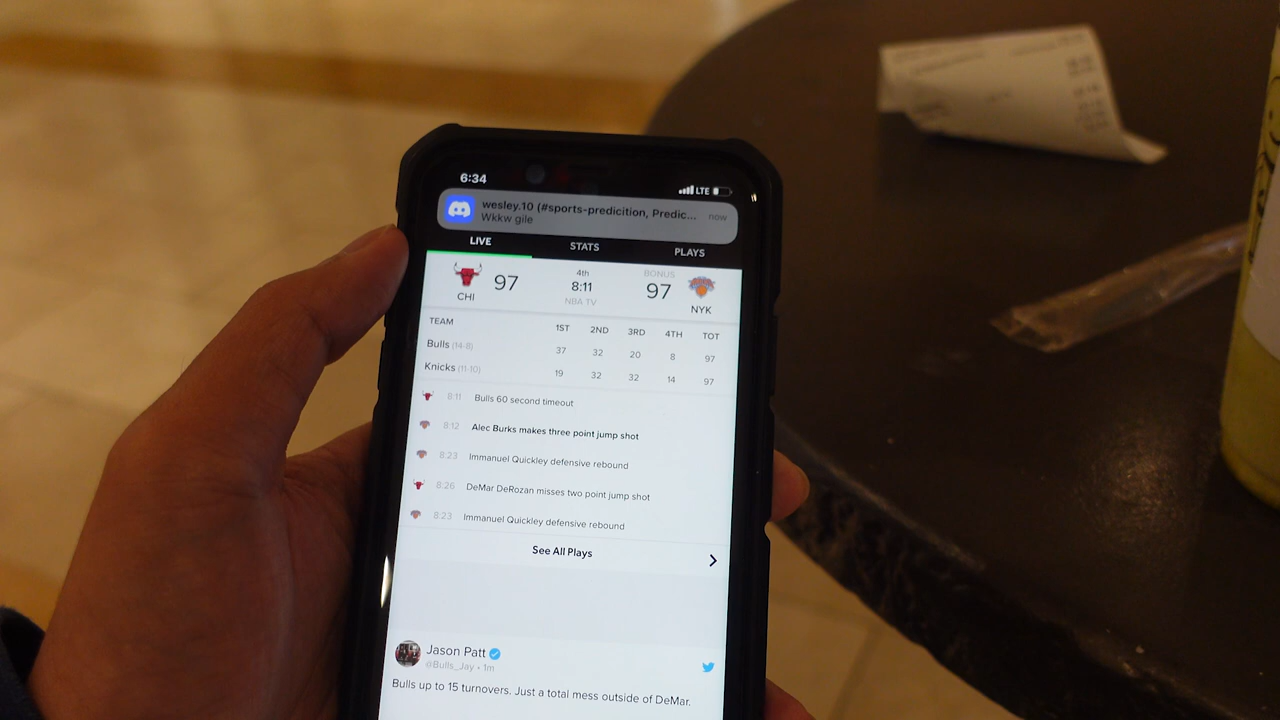 6:34
LTE
wesley.10 (#sports-predicition, Predic...
now
Wkkw gile
LIVE STATS PLAYS
CHI 97 4th 8:11 NBA TV BONUS 97 NYK
TEAM 1ST 2ND 3RD 4TH TOT
Bulls (14-8) 37 32 20 8 97
Knicks (11-10) 19 32 32 14 97
8:11 Bulls 60 second timeout
8:12 Alec Burks makes three point jump shot
8:23 Immanuel Quickley defensive rebound
8:26 DeMar DeRozan misses two point jump shot
8:23 Immanuel Quickley defensive rebound
See All Plays
Jason Patt
@Bulls_Jay • 1m
Bulls up to 15 turnovers. Just a total mess outside of DeMar.